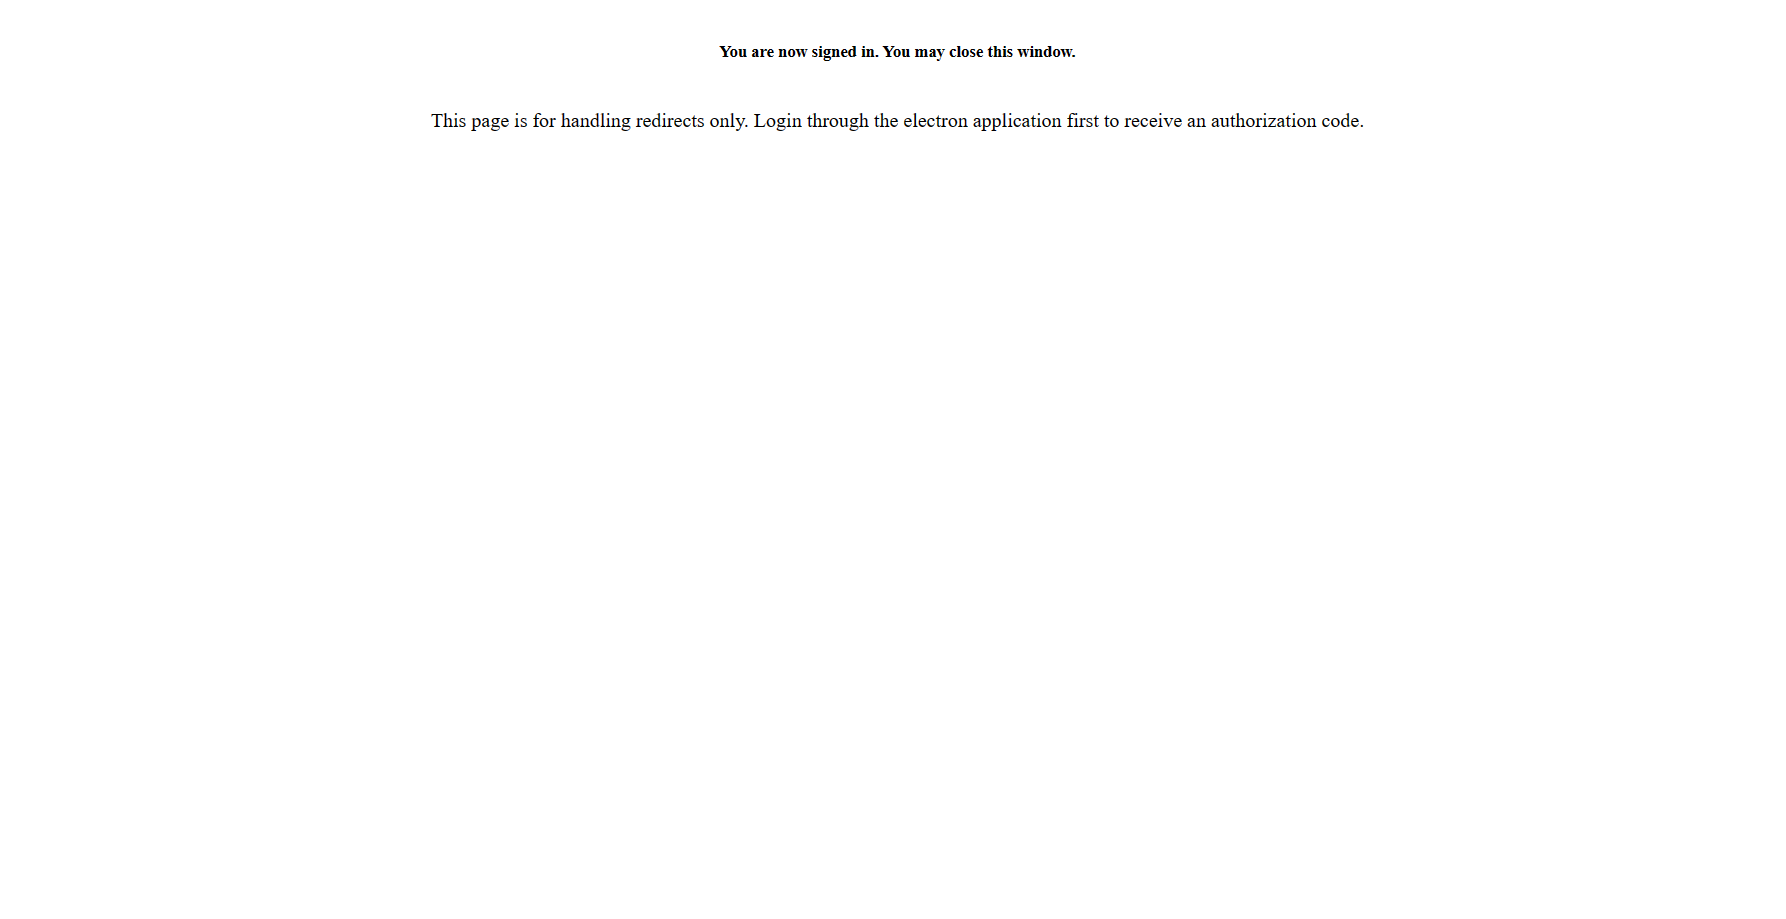 You are now signed in. You may close this window.
This page is for handling redirects only. Login through the electron application first to receive an authorization code.